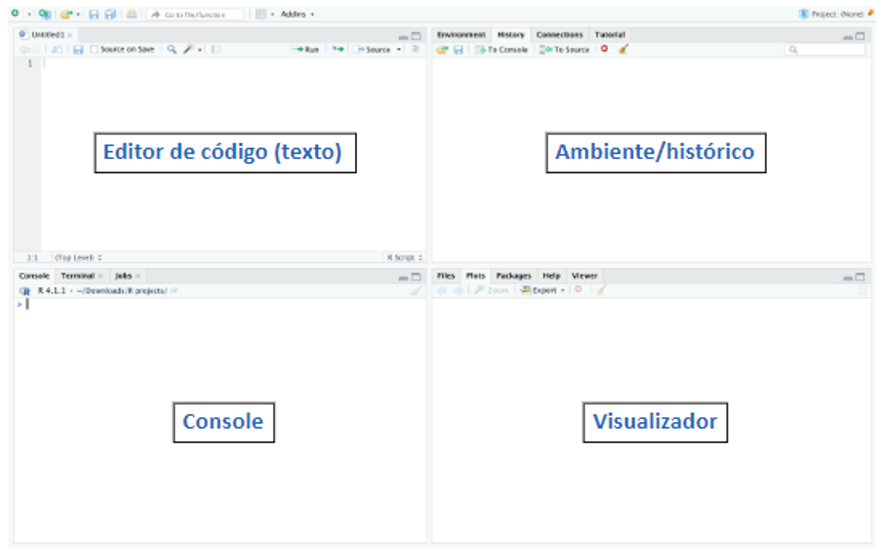 Go to file/function Addins Project: (None)
Untitled1
Source on Save Run Source
1
Editor de código (texto)
1:1 (Top Level) R Script
Environment History Connections Tutorial
To Console To Source
Ambiente/histórico
Console Terminal Jobs
R 4.1.1 · ~/Downloads/R projects/
>
Console
Files Plots Packages Help Viewer
Zoom Export
Visualizador